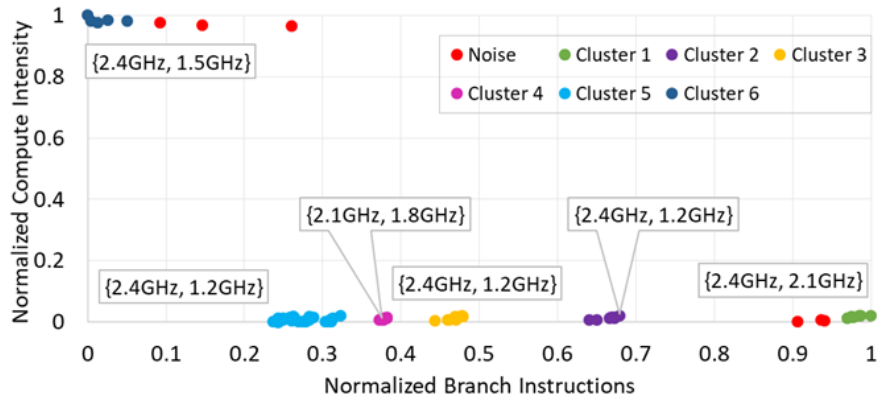 Normalized Compute Intensity
1
0.8
0.6
0.4
0.2
0
{2.4GHz, 1.5GHz}
Noise Cluster 1 Cluster 2 Cluster 3
Cluster 4 Cluster 5 Cluster 6
{2.1GHz, 1.8GHz}
{2.4GHz, 1.2GHz}
{2.4GHz, 1.2GHz}
{2.4GHz, 1.2GHz}
{2.4GHz, 2.1GHz}
0 0.1 0.2 0.3 0.4 0.5 0.6 0.7 0.8 0.9 1
Normalized Branch Instructions